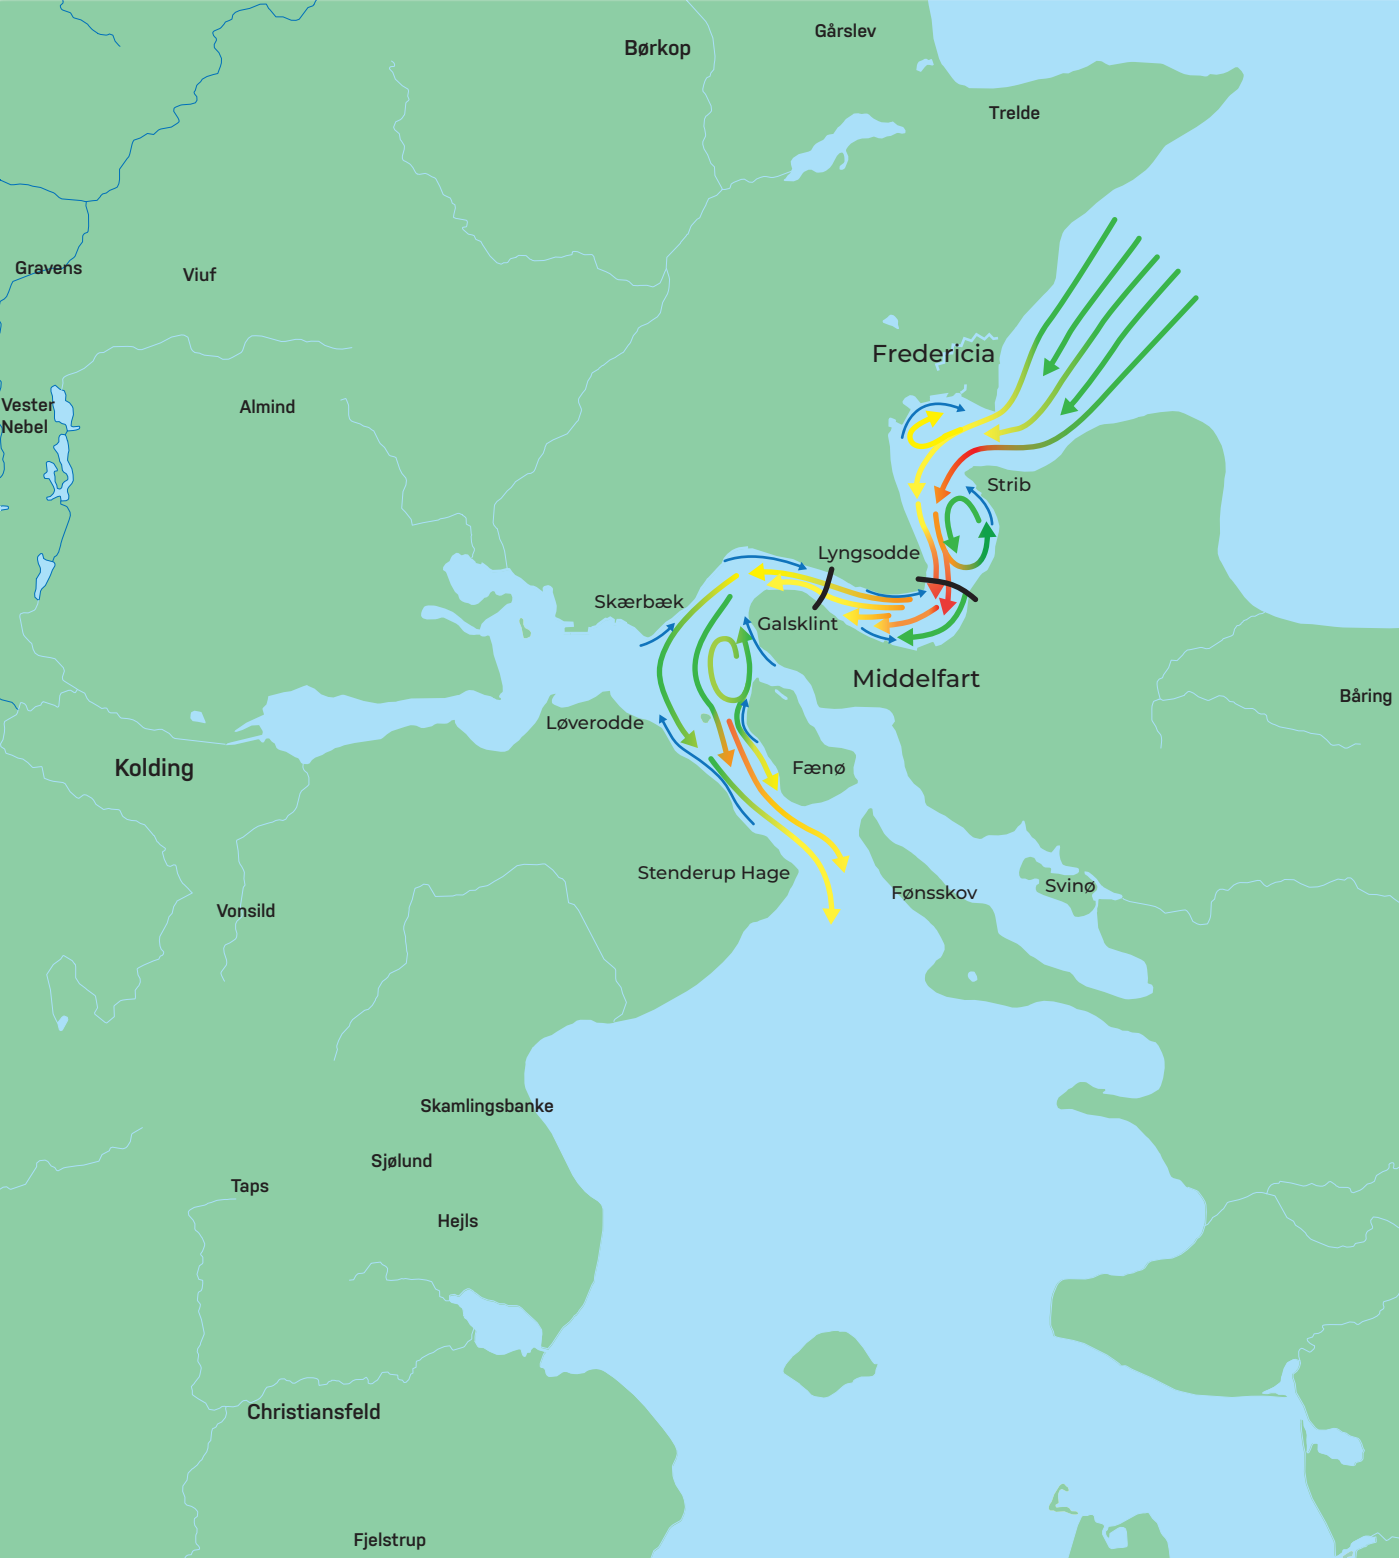 Gårslev
Børkop
Trelde
Gravens
Viuf
Fredericia
Vester
Nebel
Almind
Strib
Lyngsodde
Skærbæk
Galsklint
Middelfart
Båring
Løverodde
Kolding
Fænø
Stenderup Hage
Svinø
Fønsskov
Vonsild
Skamlingsbanke
Sjølund
Taps
Hejls
Christiansfeld
Fjelstrup